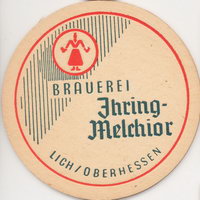 BRAUEREI
Ihring-
Melchior
LICH/OBERHESSEN